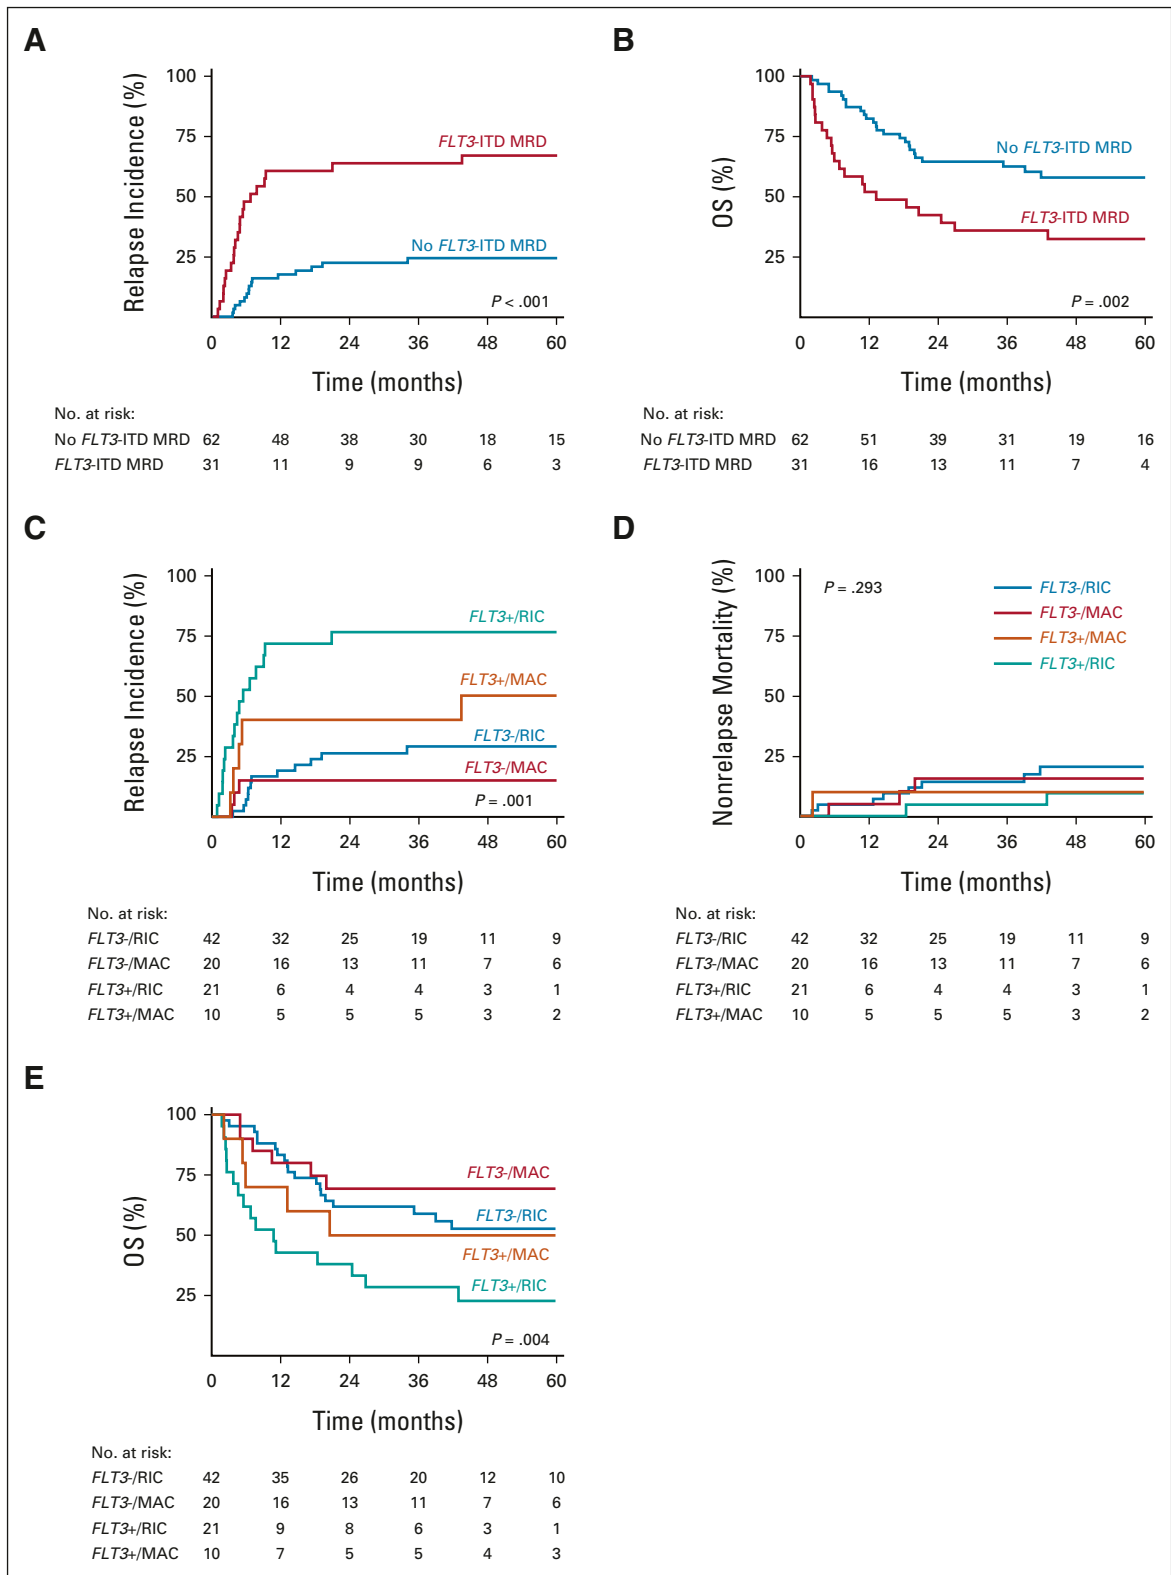 A
Relapse Incidence (%)
100
75
50
25
FLT3-ITD MRD
No FLT3-ITD MRD
P < .001
0 12 24 36 48 60
Time (months)
No. at risk:
No FLT3-ITD MRD 62 48 38 30 18 15
FLT3-ITD MRD 31 11 9 9 6 3
B
OS (%)
100
75
50
25
No FLT3-ITD MRD
FLT3-ITD MRD
P = .002
0 12 24 36 48 60
Time (months)
No. at risk:
No FLT3-ITD MRD 62 51 39 31 19 16
FLT3-ITD MRD 31 16 13 11 7 4
C
Relapse Incidence (%)
100
75
50
25
FLT3+/RIC
FLT3+/MAC
FLT3-/RIC
FLT3-/MAC
P = .001
0 12 24 36 48 60
Time (months)
No. at risk:
FLT3-/RIC 42 32 25 19 11 9
FLT3-/MAC 20 16 13 11 7 6
FLT3+/RIC 21 6 4 4 3 1
FLT3+/MAC 10 5 5 5 3 2
D
Nonrelapse Mortality (%)
100
75
50
25
P = .293
FLT3-/RIC
FLT3-/MAC
FLT3+/MAC
FLT3+/RIC
0 12 24 36 48 60
Time (months)
No. at risk:
FLT3-/RIC 42 32 25 19 11 9
FLT3-/MAC 20 16 13 11 7 6
FLT3+/RIC 21 6 4 4 3 1
FLT3+/MAC 10 5 5 5 3 2
E
OS (%)
100
75
50
25
FLT3-/MAC
FLT3-/RIC
FLT3+/MAC
FLT3+/RIC
P = .004
0 12 24 36 48 60
Time (months)
No. at risk:
FLT3-/RIC 42 35 26 20 12 10
FLT3-/MAC 20 16 13 11 7 6
FLT3+/RIC 21 9 8 6 3 1
FLT3+/MAC 10 7 5 5 4 3